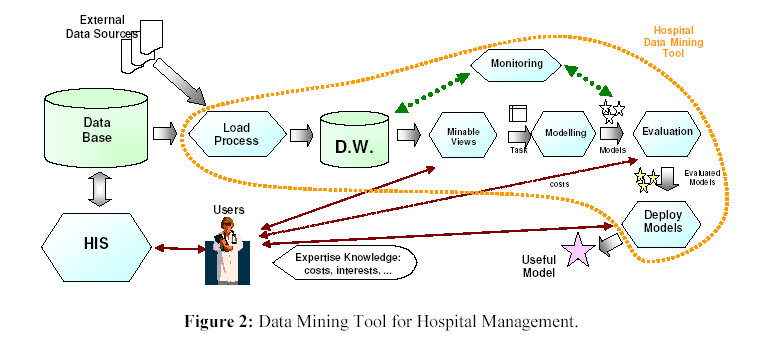 External
Data Sources
Hospital
Data Mining
Tool
Monitoring
Data
Base
Load
Process
D.W.
Minable
Views
Task
Modelling
Models
Evaluation
costs
Evaluared
Models
Users
HIS
Expertise Knowledge:
costs, interests, ...
Deploy
Models
Useful
Model
Figure 2: Data Mining Tool for Hospital Management.